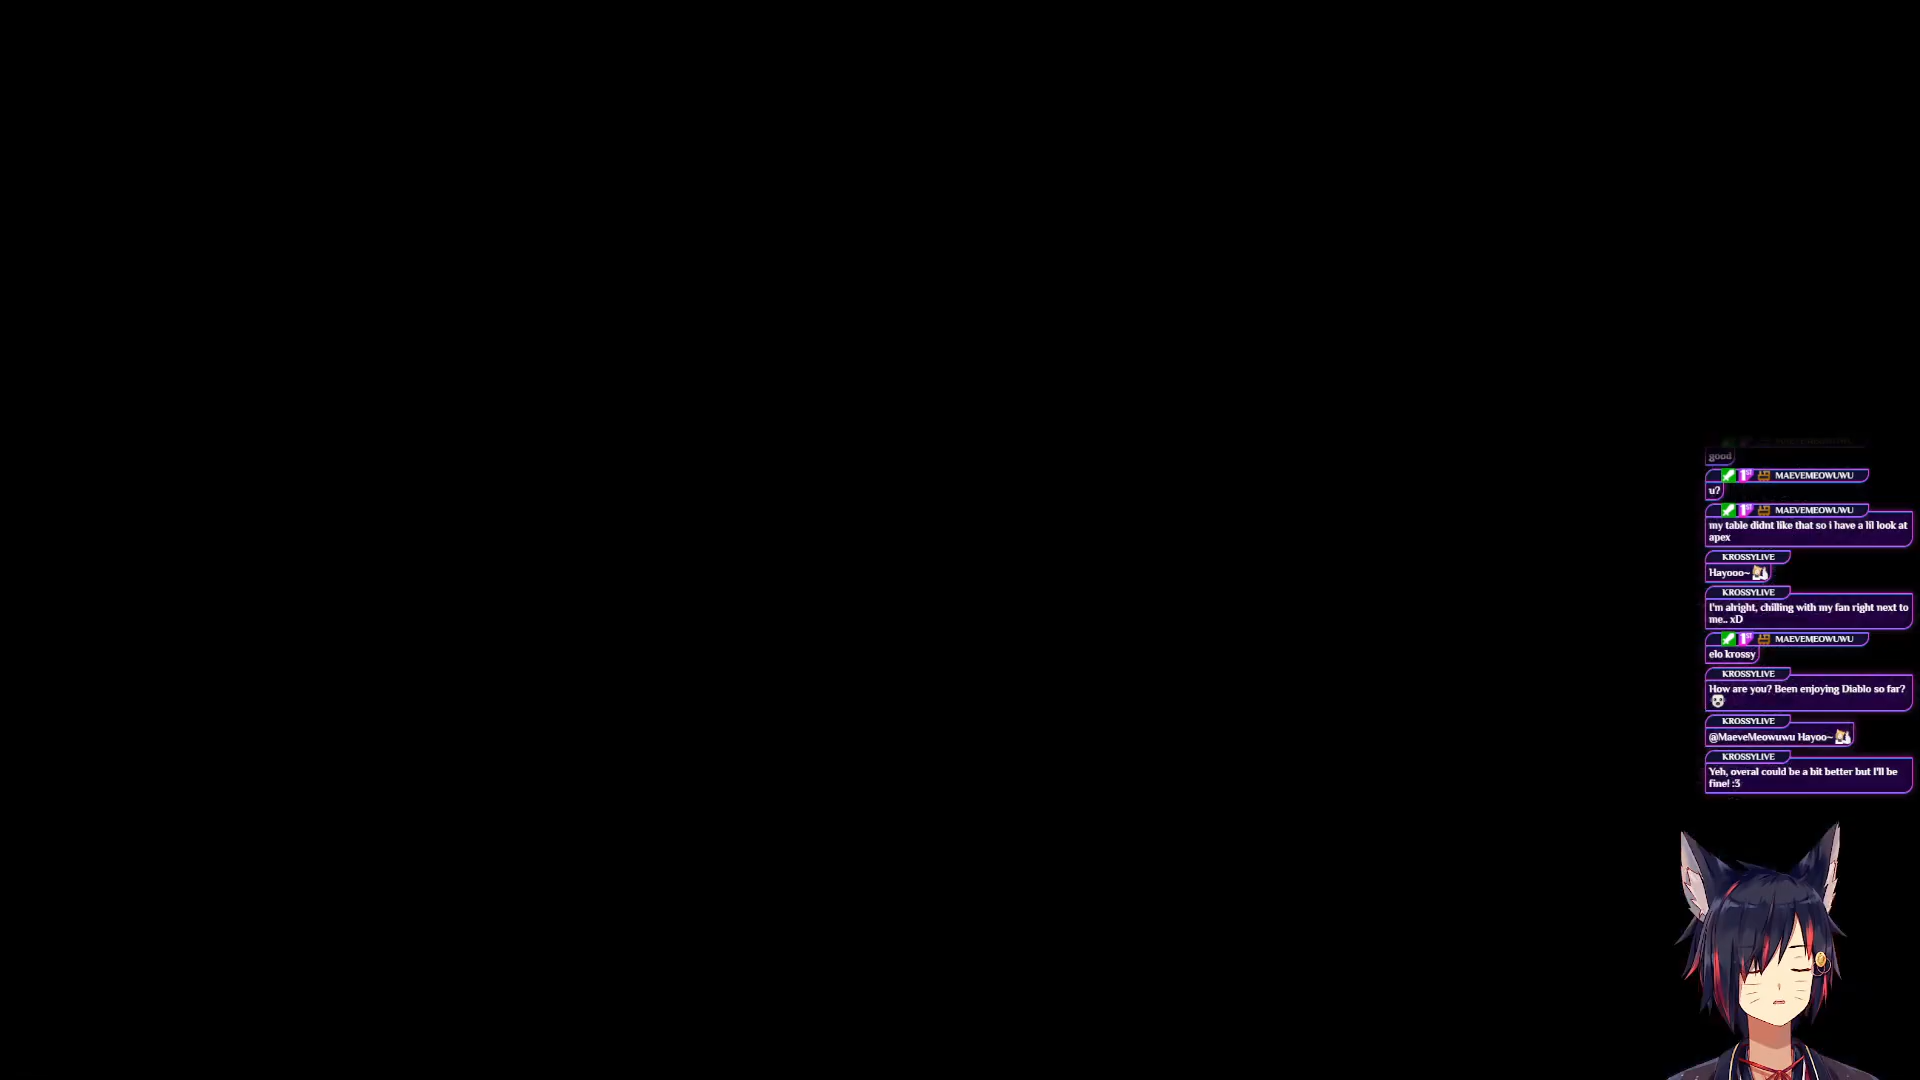 good
MAEVEMEOWUWU
u?
MAEVEMEOWUWU
my table didnt like that so i have a lil look at
apex
KROSSYLIVE
Hayooo~
KROSSYLIVE
I'm alright, chilling with my fan right next to
me.. xD
MAEVEMEOWUWU
elo krossy
KROSSYLIVE
How are you? Been enjoying Diablo so far?
KROSSYLIVE
@MaeveMeowuwu Hayoo~
KROSSYLIVE
Yeh, overal could be a bit better but I'll be
fine! :3